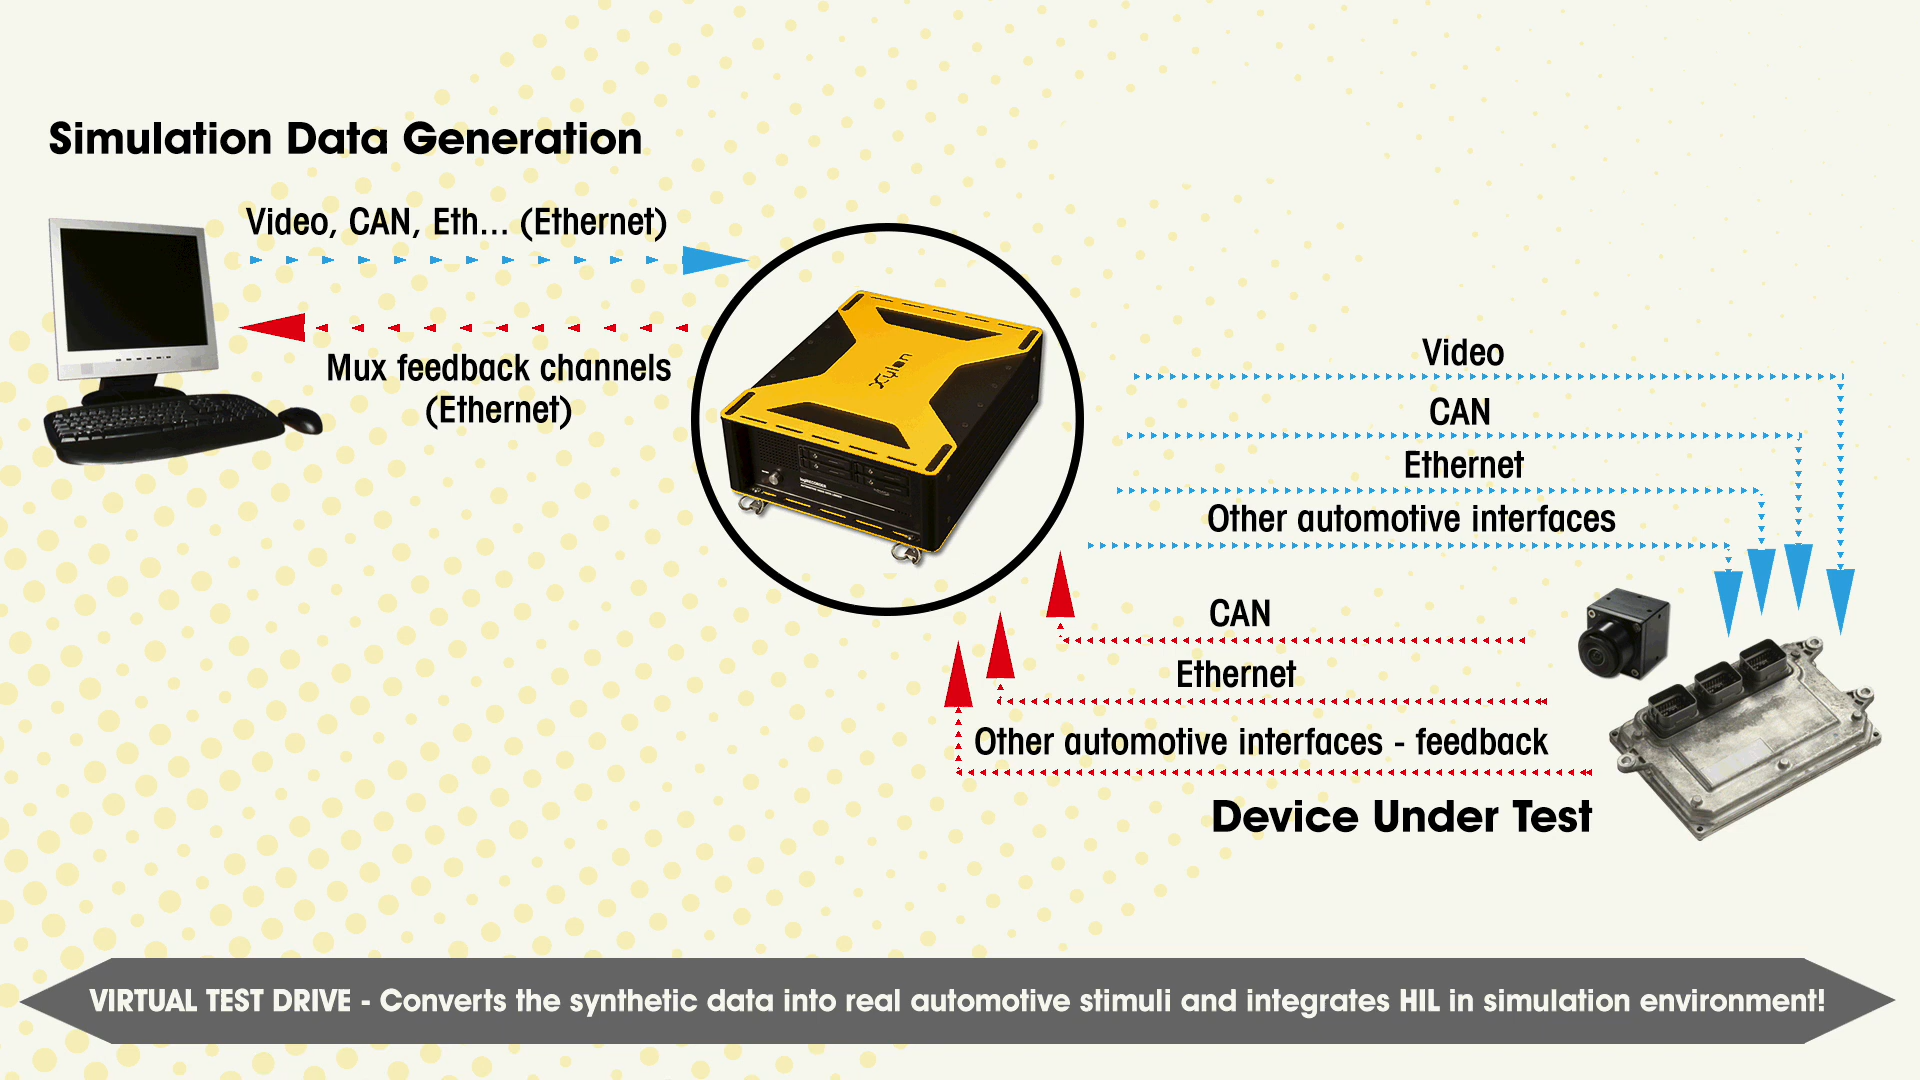 Simulation Data Generation
Video, CAN, Eth... (Ethernet)
Mux feedback channels
(Ethernet)
Xylon
logiRECORDER
Video
CAN
Ethernet
Other automotive interfaces
CAN
Ethernet
Other automotive interfaces - feedback
Device Under Test
VIRTUAL TEST DRIVE - Converts the synthetic data into real automotive stimuli and integrates HIL in simulation environment!